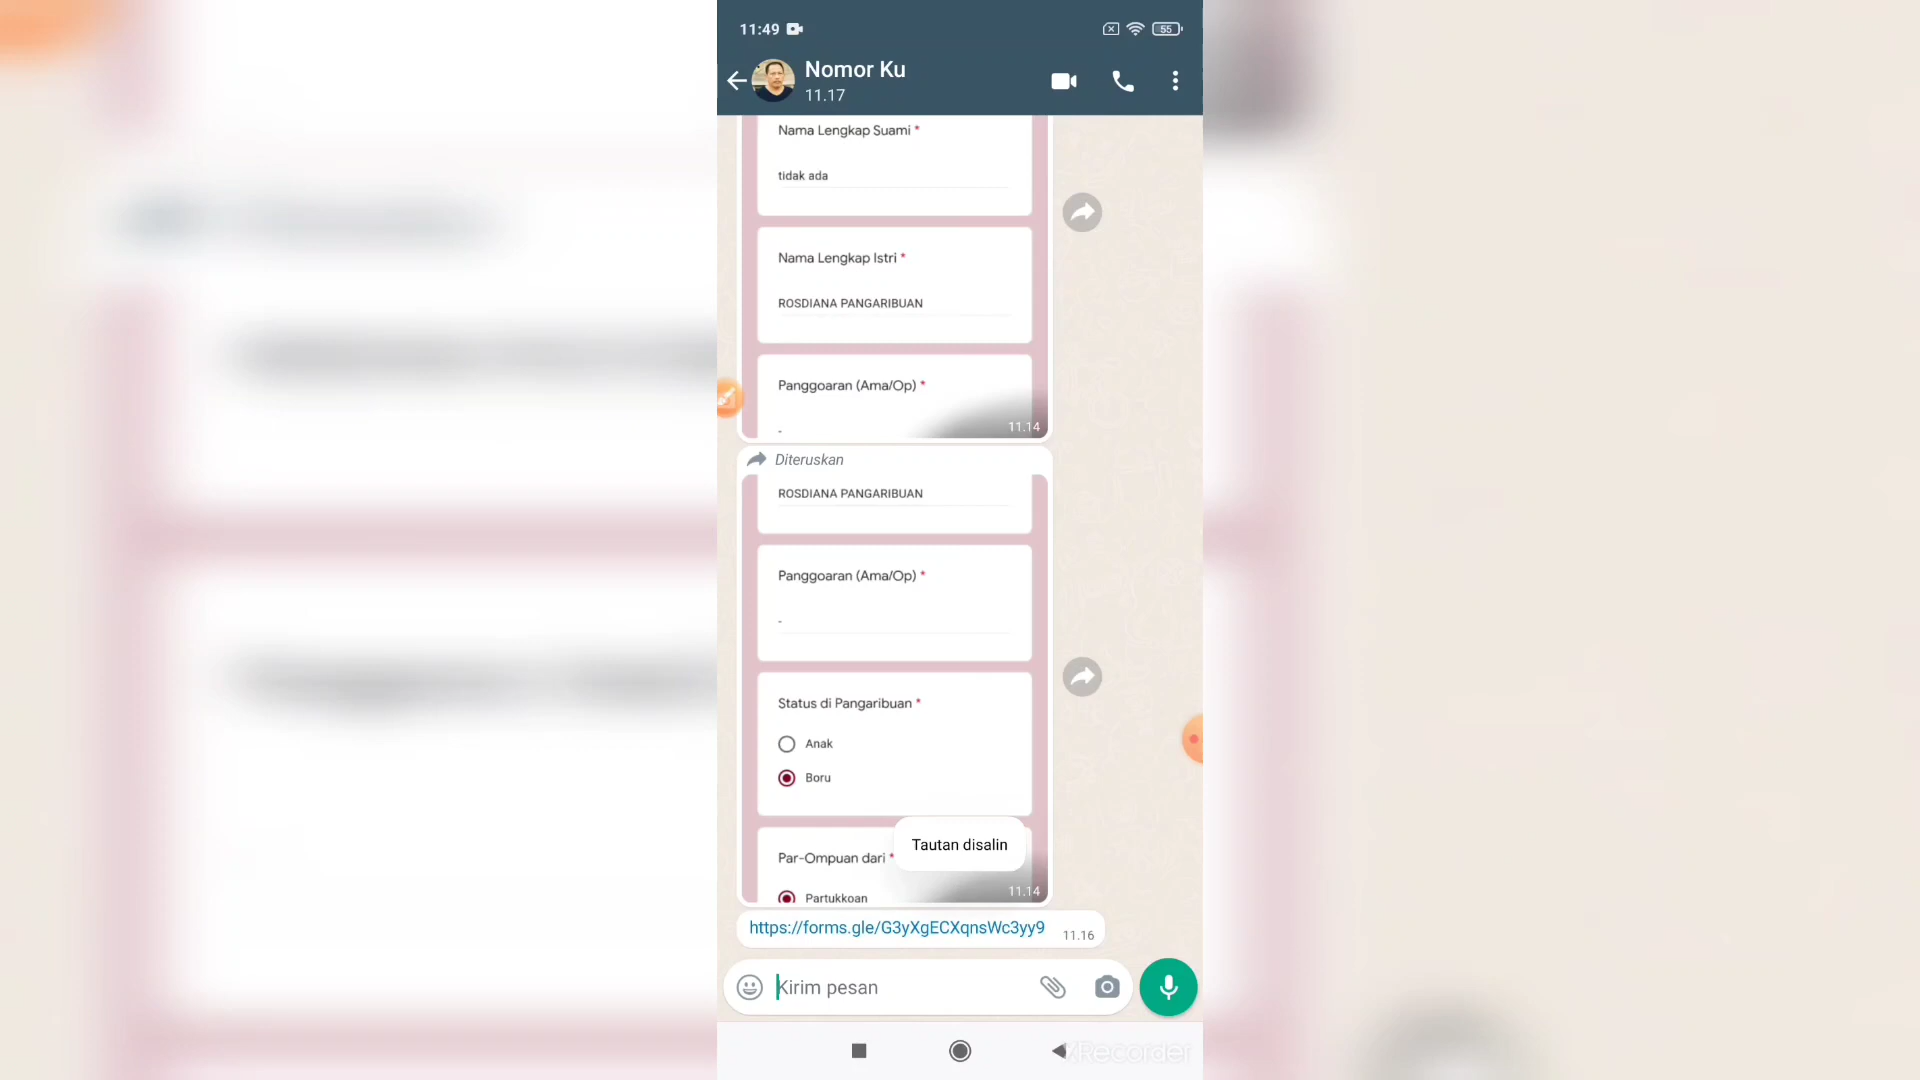 11:49
55
Nomor Ku
11.17
Nama Lengkap Suami *
tidak ada
Nama Lengkap Istri *
ROSDIANA PANGARIBUAN
Panggoaran (Ama/Op) *
-
11.14
Diteruskan
ROSDIANA PANGARIBUAN
Panggoaran (Ama/Op) *
-
Status di Pangaribuan *
Anak
Boru
Tautan disalin
Par-Ompuan dari *
11.14
Partukkoan
https://forms.gle/G3yXgECXqnsWc3yy9
11.16
Kirim pesan
Recorder